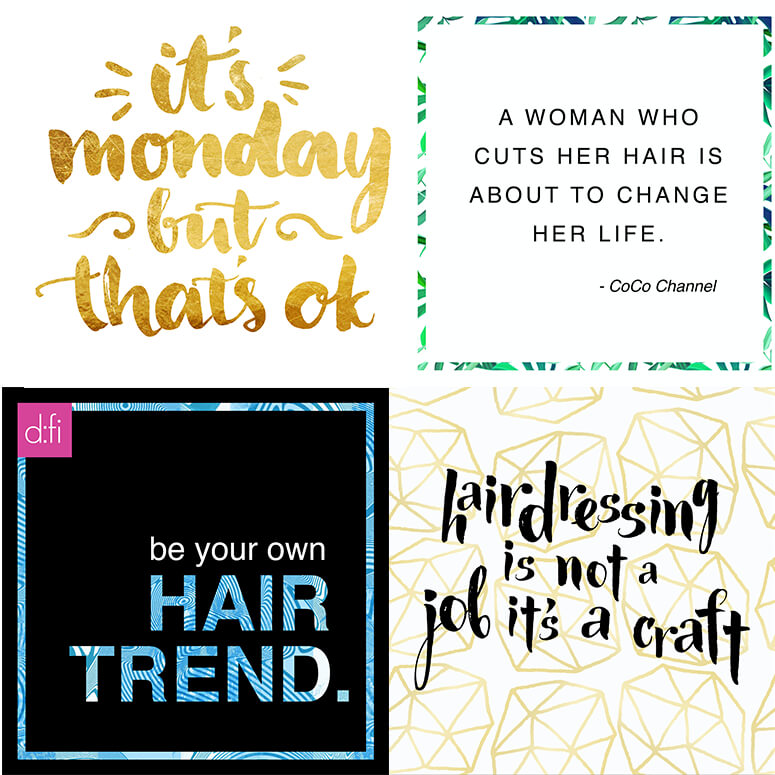 it's
monday
but
that's ok
A WOMAN WHO
CUTS HER HAIR IS
ABOUT TO CHANGE
HER LIFE.
- CoCo Channel
d:fi
be your own
HAIR
TREND.
hairdressing
is not a
job it's a craft